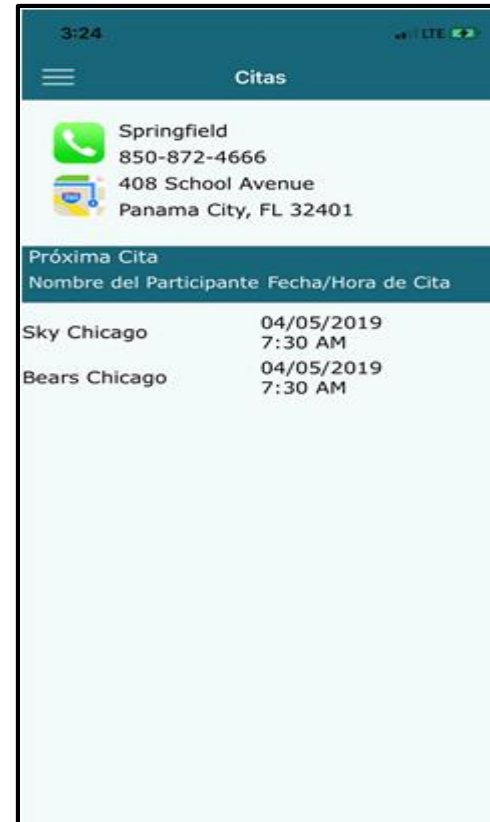 3:24 LTE
Citas
Springfield
850-872-4666
408 School Avenue
Panama City, FL 32401
Próxima Cita
Nombre del Participante Fecha/Hora de Cita
Sky Chicago 04/05/2019
7:30 AM
Bears Chicago 04/05/2019
7:30 AM